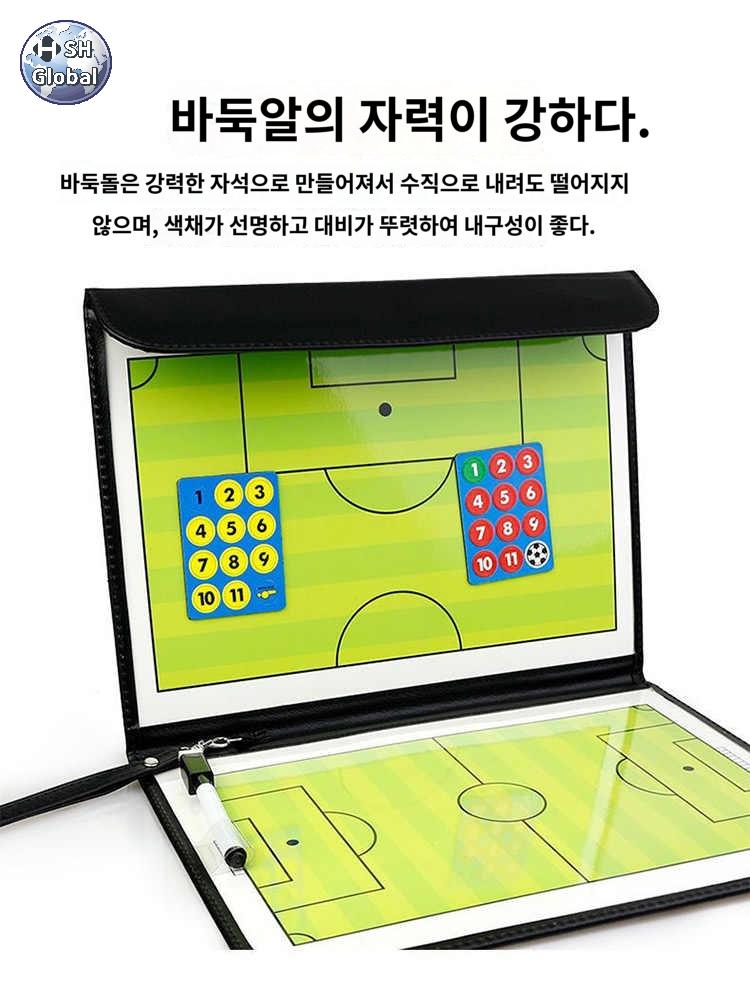 HSH
Global
바둑알의 자력이 강하다.
바둑돌은 강력한 자석으로 만들어져서 수직으로 내려도 떨어지지
않으며, 색채가 선명하고 대비가 뚜렷하여 내구성이 좋다.
1 2 3
4 5 6
7 8 9
10 11
1 2 3
4 5 6
7 8 9
10 11